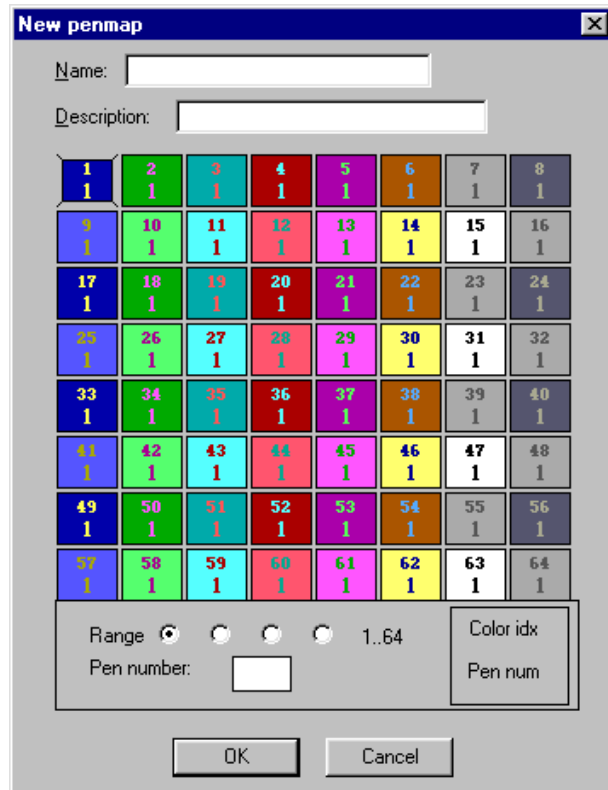 New penmap
Name:
Description:
1 2 3 4 5 6 7 8
1 1 1 1 1 1 1 1
9 10 11 12 13 14 15 16
1 1 1 1 1 1 1 1
17 18 19 20 21 22 23 24
1 1 1 1 1 1 1 1
25 26 27 28 29 30 31 32
1 1 1 1 1 1 1 1
33 34 35 36 37 38 39 40
1 1 1 1 1 1 1 1
41 42 43 44 45 46 47 48
1 1 1 1 1 1 1 1
49 50 51 52 53 54 55 56
1 1 1 1 1 1 1 1
57 58 59 60 61 62 63 64
1 1 1 1 1 1 1 1
Range 1..64 Color idx
Pen number: Pen num
OK Cancel